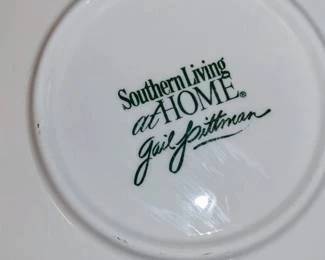 Southern Living
at HOME®
Gail Pittman